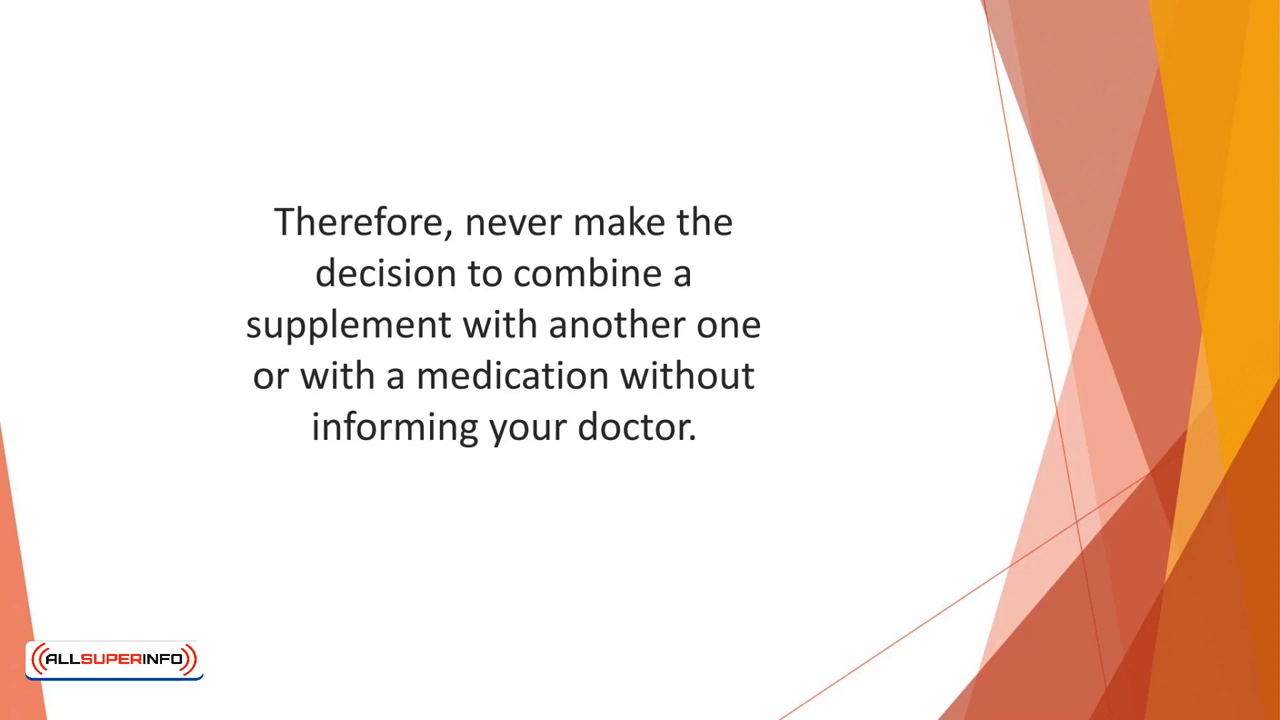 Therefore, never make the
decision to combine a
supplement with another one
or with a medication without
informing your doctor.
ALLSUPERINFO